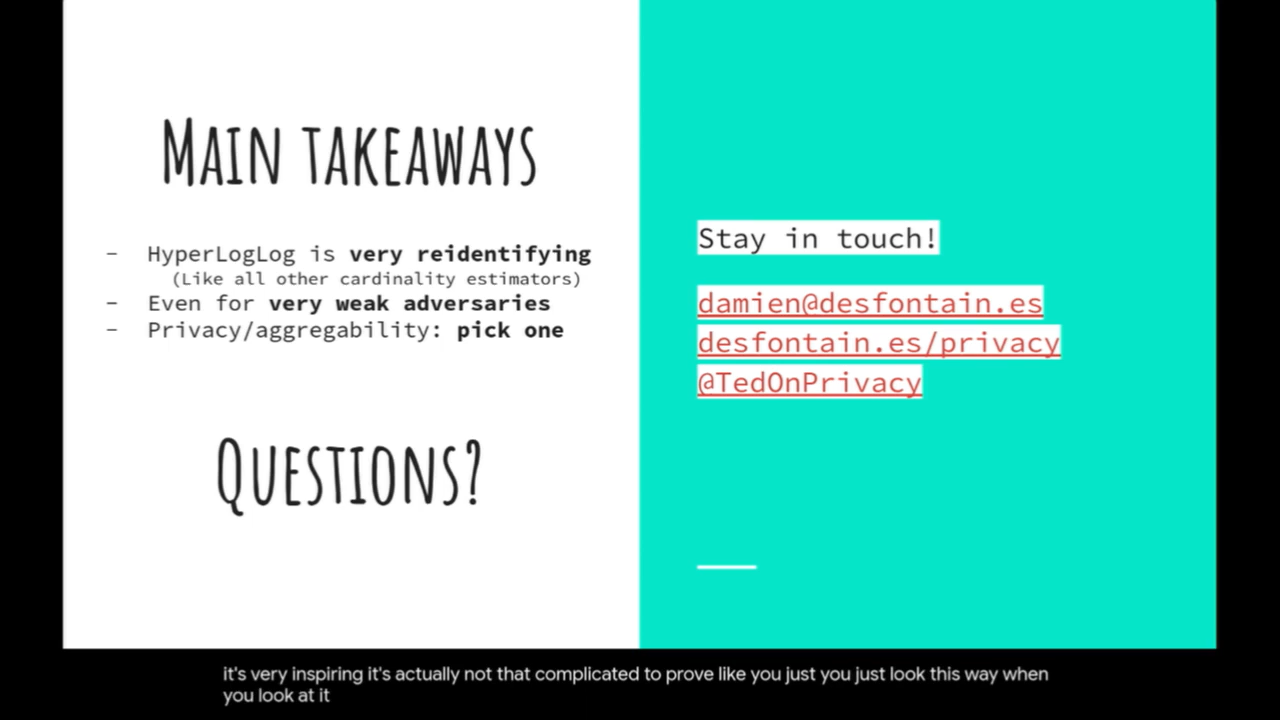 Main takeaways
- HyperLogLog is very reidentifying
(Like all other cardinality estimators)
- Even for very weak adversaries
- Privacy/aggregability: pick one
Questions?
Stay in touch!
damien@desfontain.es
desfontain.es/privacy
@TedOnPrivacy
it's very inspiring it's actually not that complicated to prove like you just you just look this way when
you look at it